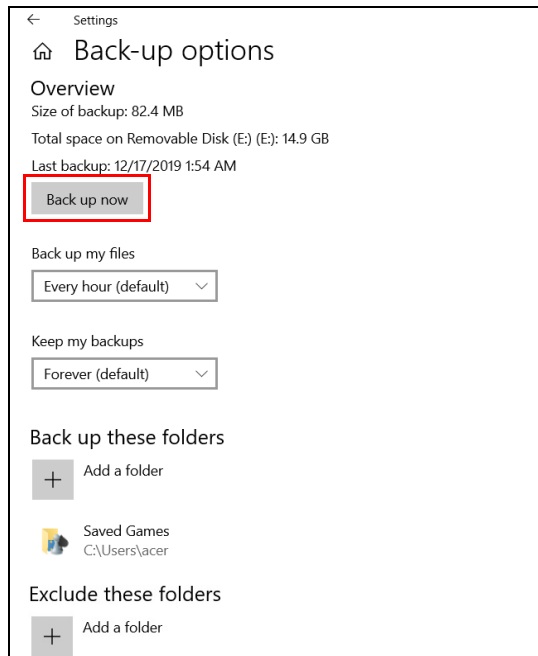 Settings
Back-up options
Overview
Size of backup: 82.4 MB
Total space on Removable Disk (E:) (E:): 14.9 GB
Last backup: 12/17/2019 1:54 AM
Back up now
Back up my files
Every hour (default)
Keep my backups
Forever (default)
Back up these folders
Add a folder
Saved Games
C:\Users\acer
Exclude these folders
Add a folder